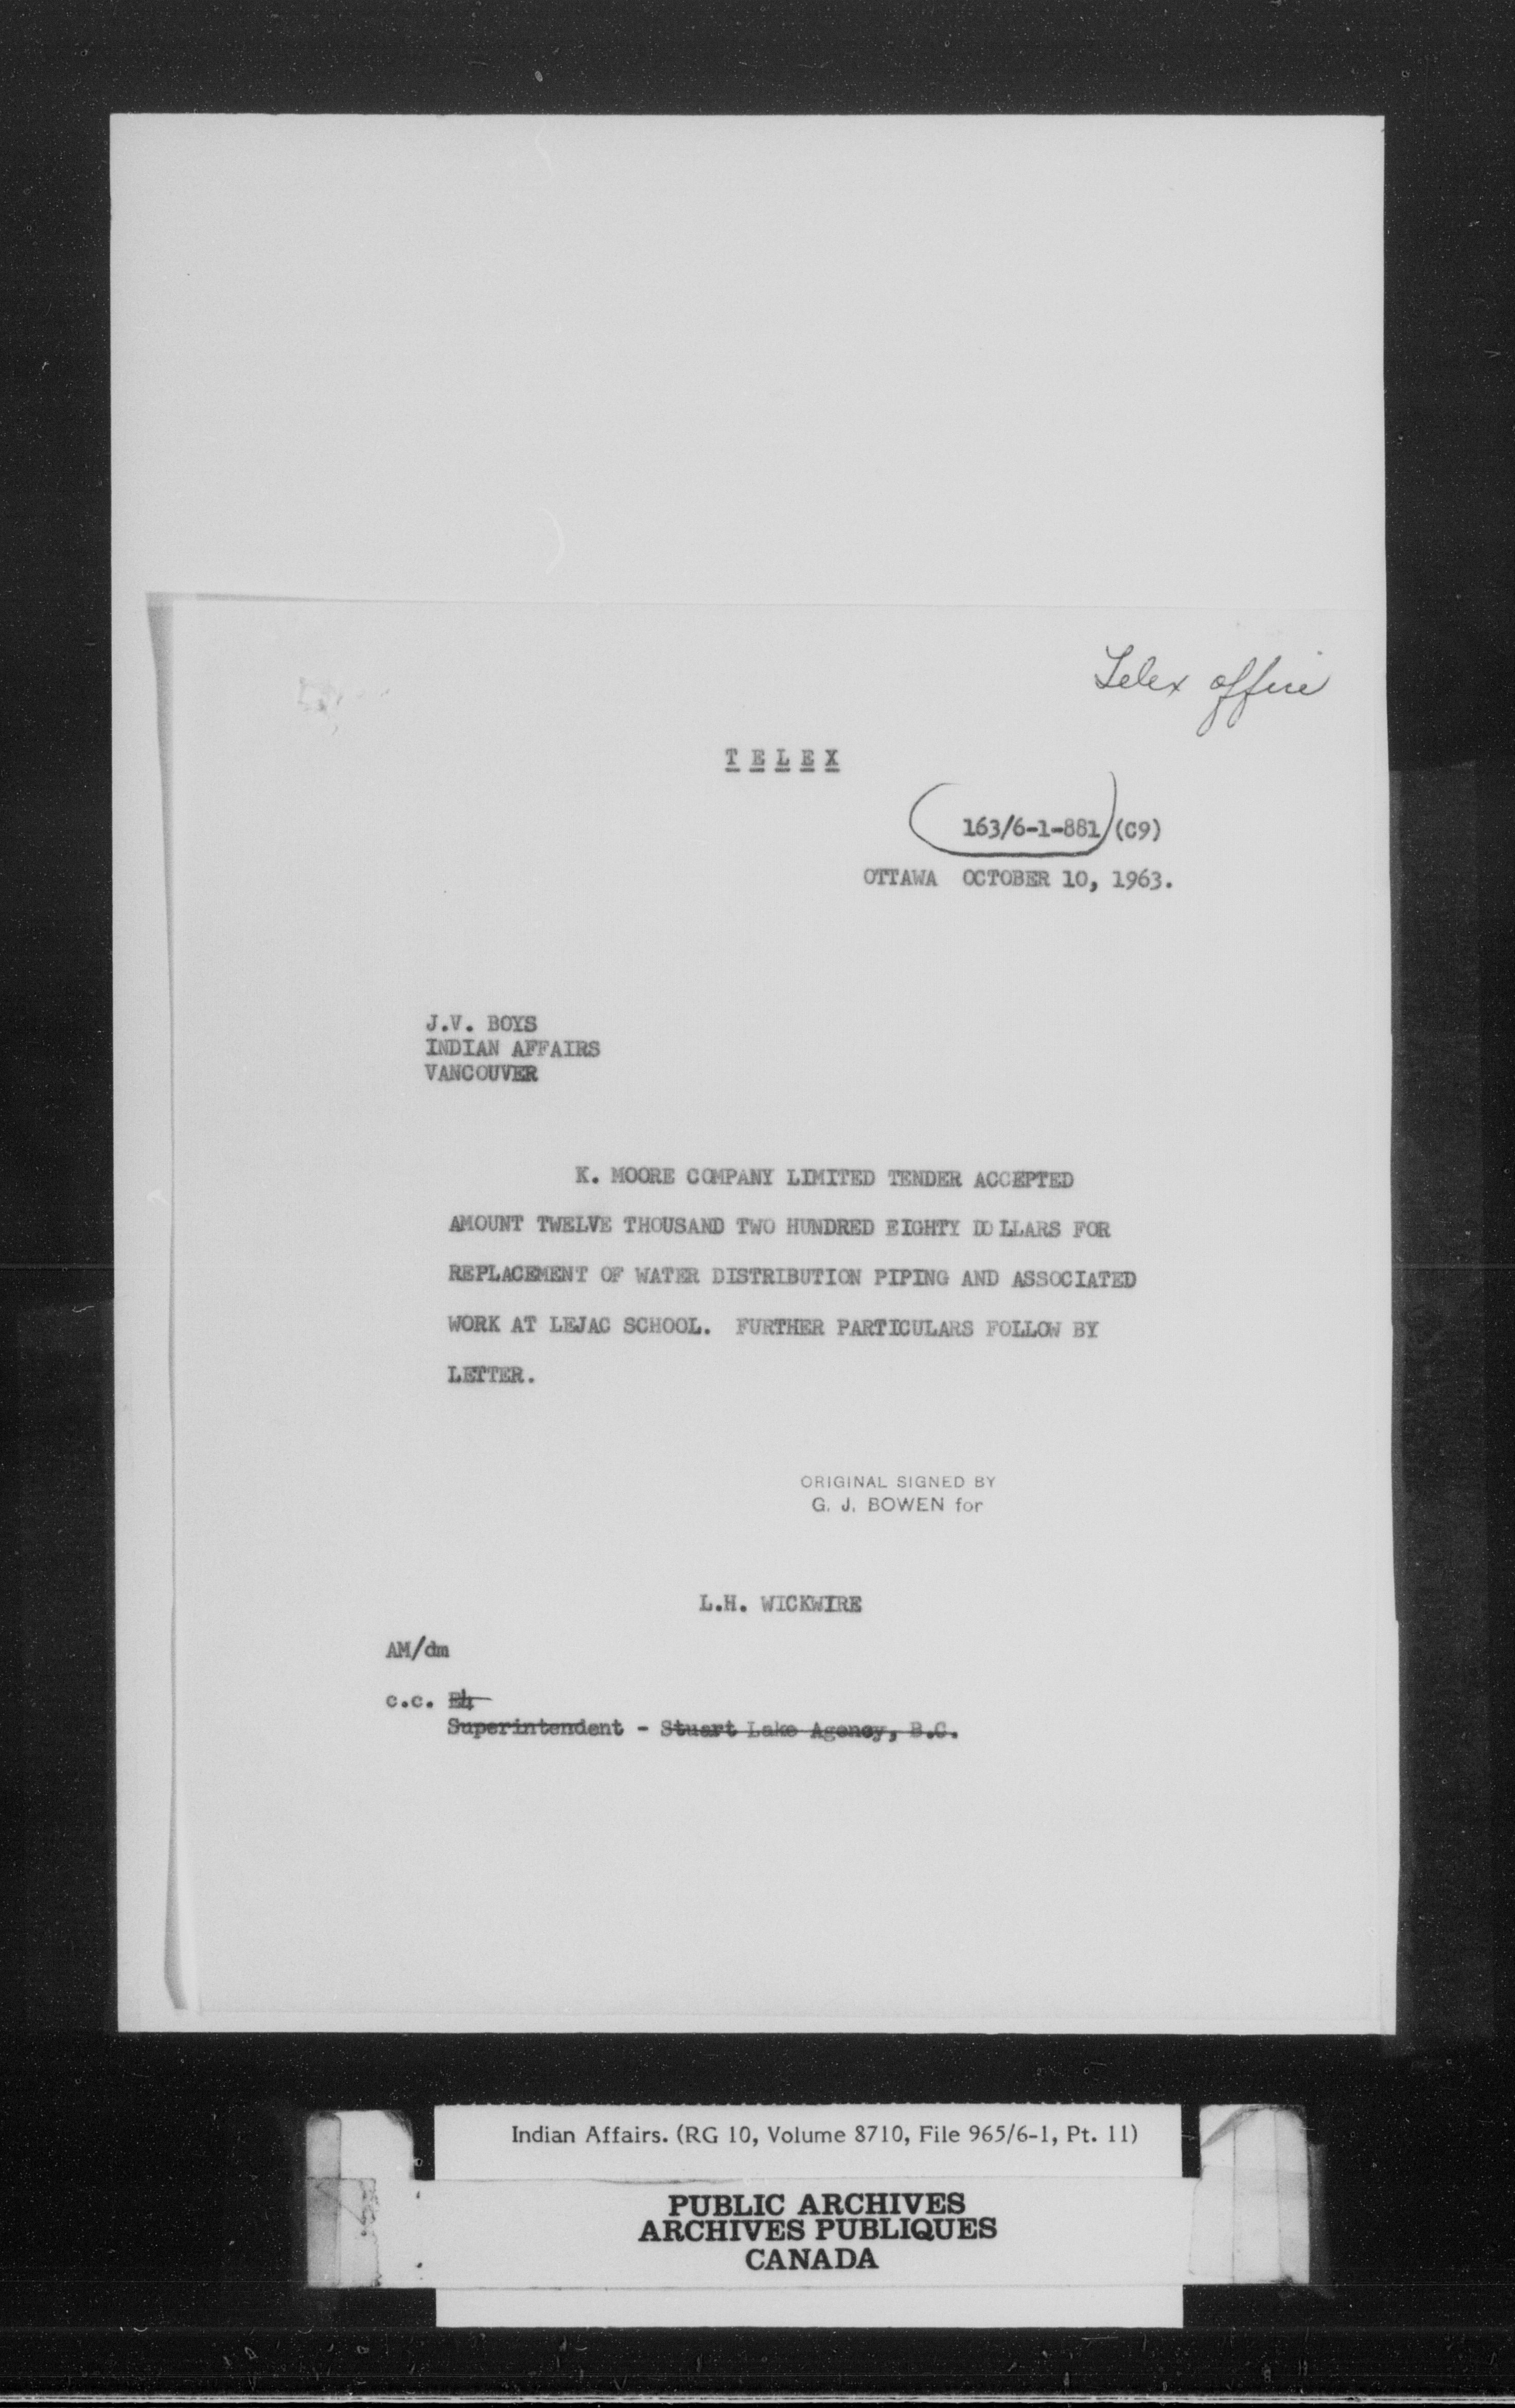 Telex office
T E L E X
163/6-1-881 (C9)
OTTAWA OCTOBER 10, 1963.
J.V. BOYS
INDIAN AFFAIRS
VANCOUVER
K. MOORE COMPANY LIMITED TENDER ACCEPTED
AMOUNT TWELVE THOUSAND TWO HUNDRED EIGHTY DOLLARS FOR
REPLACEMENT OF WATER DISTRIBUTION PIPING AND ASSOCIATED
WORK AT LEJAC SCHOOL. FURTHER PARTICULARS FOLLOW BY
LETTER.
ORIGINAL SIGNED BY
G. J. BOWEN for
L.H. WICKWIRE
AM/dm
c.c.
Superintendent - Stuart Lake Agency, B.C.
Indian Affairs. (RG 10, Volume 8710, File 965/6-1, Pt. 11)
PUBLIC ARCHIVES
ARCHIVES PUBLIQUES
CANADA